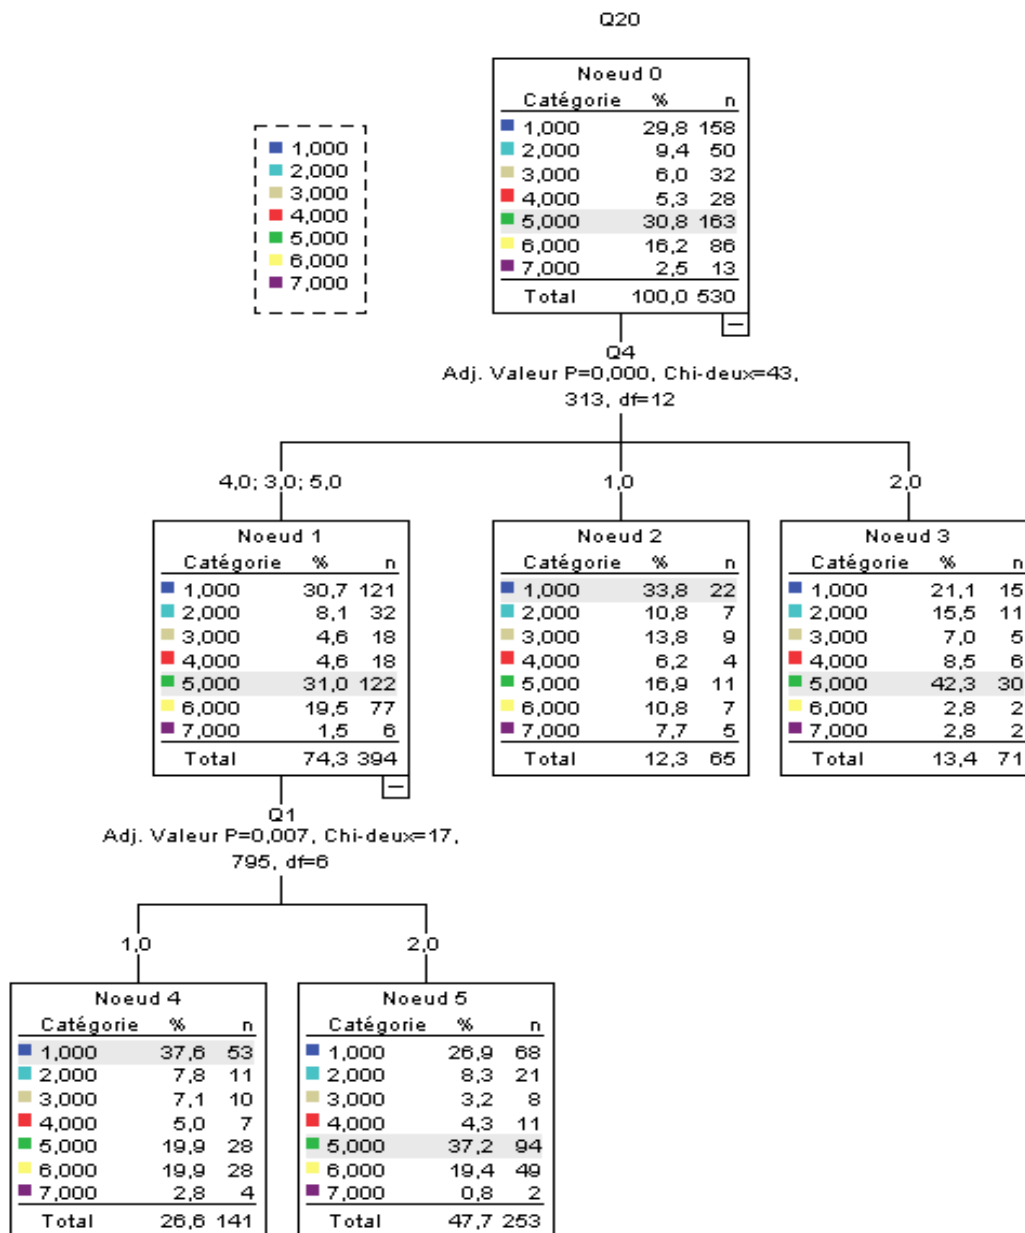 Q20
Noeud 0
Catégorie % n
1,000 29,8 158
2,000 9,4 50
3,000 6,0 32
4,000 5,3 28
5,000 30,8 163
6,000 16,2 86
7,000 2,5 13
Total 100,0 530
1,000
2,000
3,000
4,000
5,000
6,000
7,000
Q4
Adj. Valeur P=0,000, Chi-deux=43,
313, df=12
4,0; 3,0; 5,0
1,0
2,0
Noeud 1
Catégorie % n
1,000 30,7 121
2,000 8,1 32
3,000 4,6 18
4,000 4,6 18
5,000 31,0 122
6,000 19,5 77
7,000 1,5 6
Total 74,3 394
Noeud 2
Catégorie % n
1,000 33,8 22
2,000 10,8 7
3,000 13,8 9
4,000 6,2 4
5,000 16,9 11
6,000 10,8 7
7,000 7,7 5
Total 12,3 65
Noeud 3
Catégorie % n
1,000 21,1 15
2,000 15,5 11
3,000 7,0 5
4,000 8,5 6
5,000 42,3 30
6,000 2,8 2
7,000 2,8 2
Total 13,4 71
Q1
Adj. Valeur P=0,007, Chi-deux=17,
795, df=6
1,0
2,0
Noeud 4
Catégorie % n
1,000 37,6 53
2,000 7,8 11
3,000 7,1 10
4,000 5,0 7
5,000 19,9 28
6,000 19,9 28
7,000 2,8 4
Total 26,6 141
Noeud 5
Catégorie % n
1,000 26,9 68
2,000 8,3 21
3,000 3,2 8
4,000 4,3 11
5,000 37,2 94
6,000 19,4 49
7,000 0,8 2
Total 47,7 253